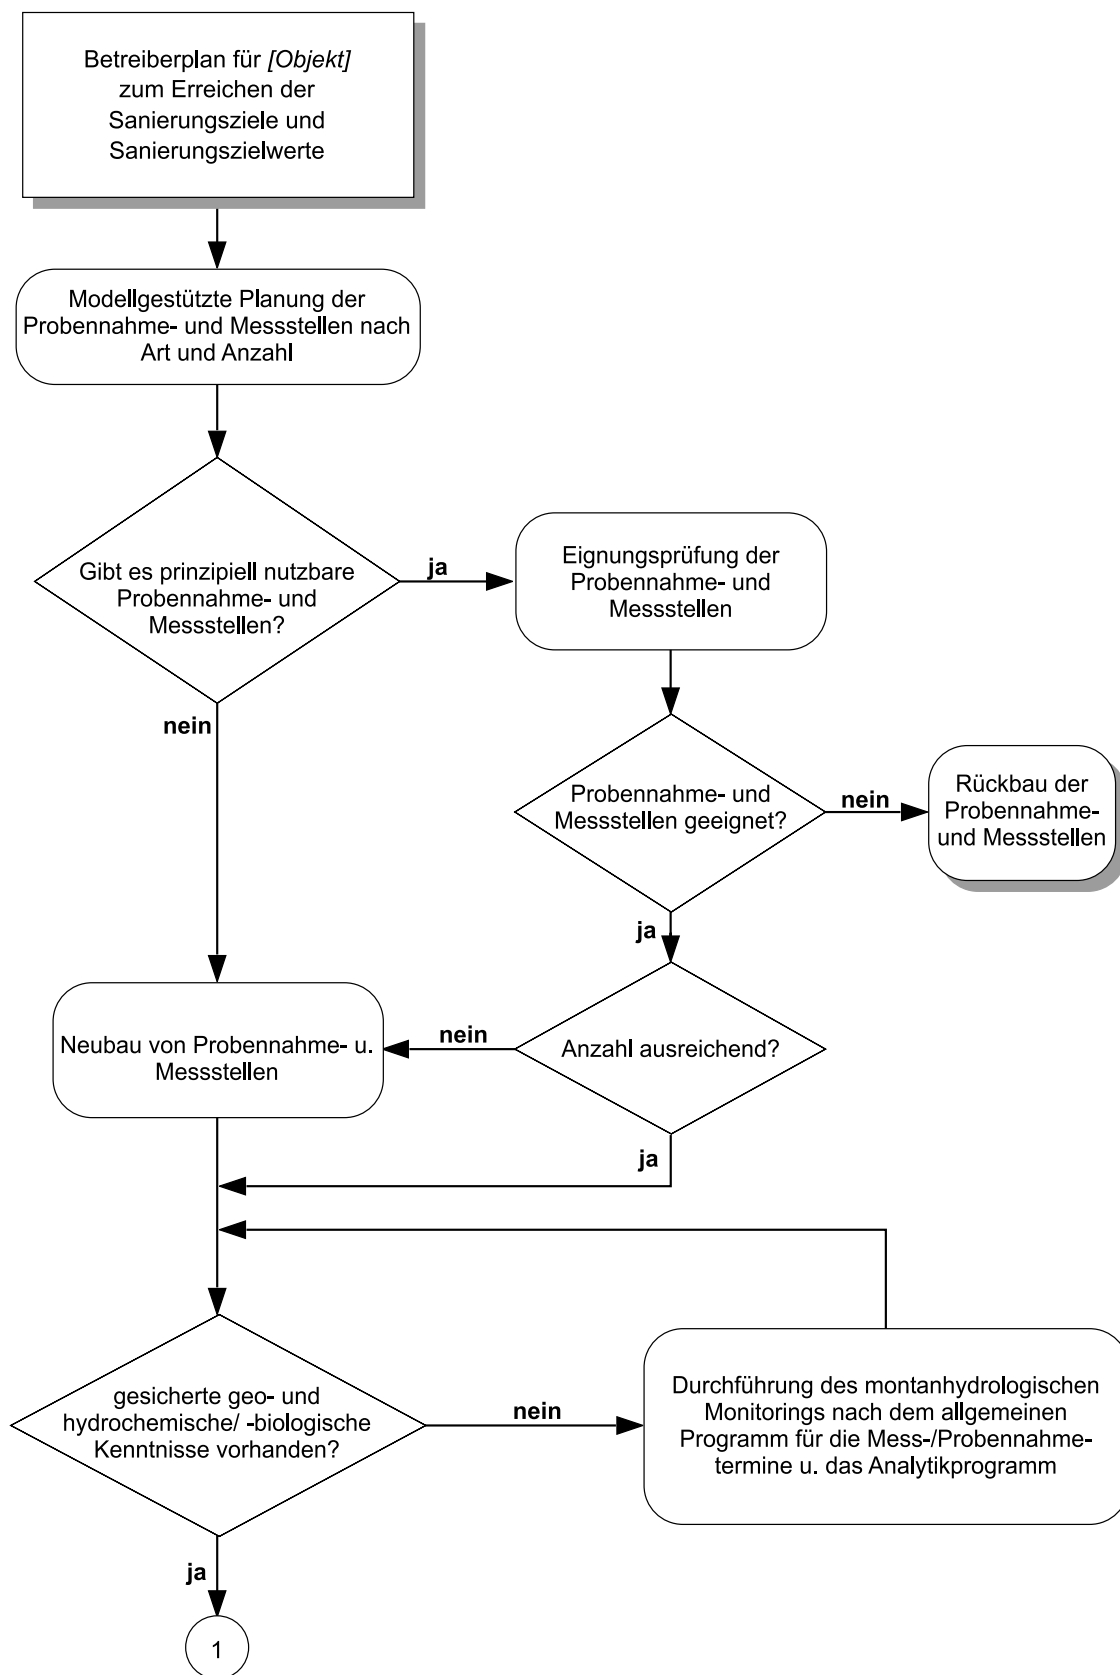 Betreiberplan für [Objekt]
zum Erreichen der
Sanierungsziele und
Sanierungszielwerte
Modellgestützte Planung der
Probennahme- und Messstellen nach
Art und Anzahl
Gibt es prinzipiell nutzbare
Probennahme- und
Messstellen?
ja
Eignungsprüfung der
Probennahme- und
Messstellen
nein
Probennahme- und
Messstellen geeignet?
nein
Rückbau der
Probennahme-
und Messstellen
ja
Neubau von Probennahme- u.
Messstellen
nein
Anzahl ausreichend?
ja
gesicherte geo- und
hydrochemische/ -biologische
Kenntnisse vorhanden?
nein
Durchführung des montanhydrologischen
Monitorings nach dem allgemeinen
Programm für die Mess-/Probennahme-
termine u. das Analytikprogramm
ja
1